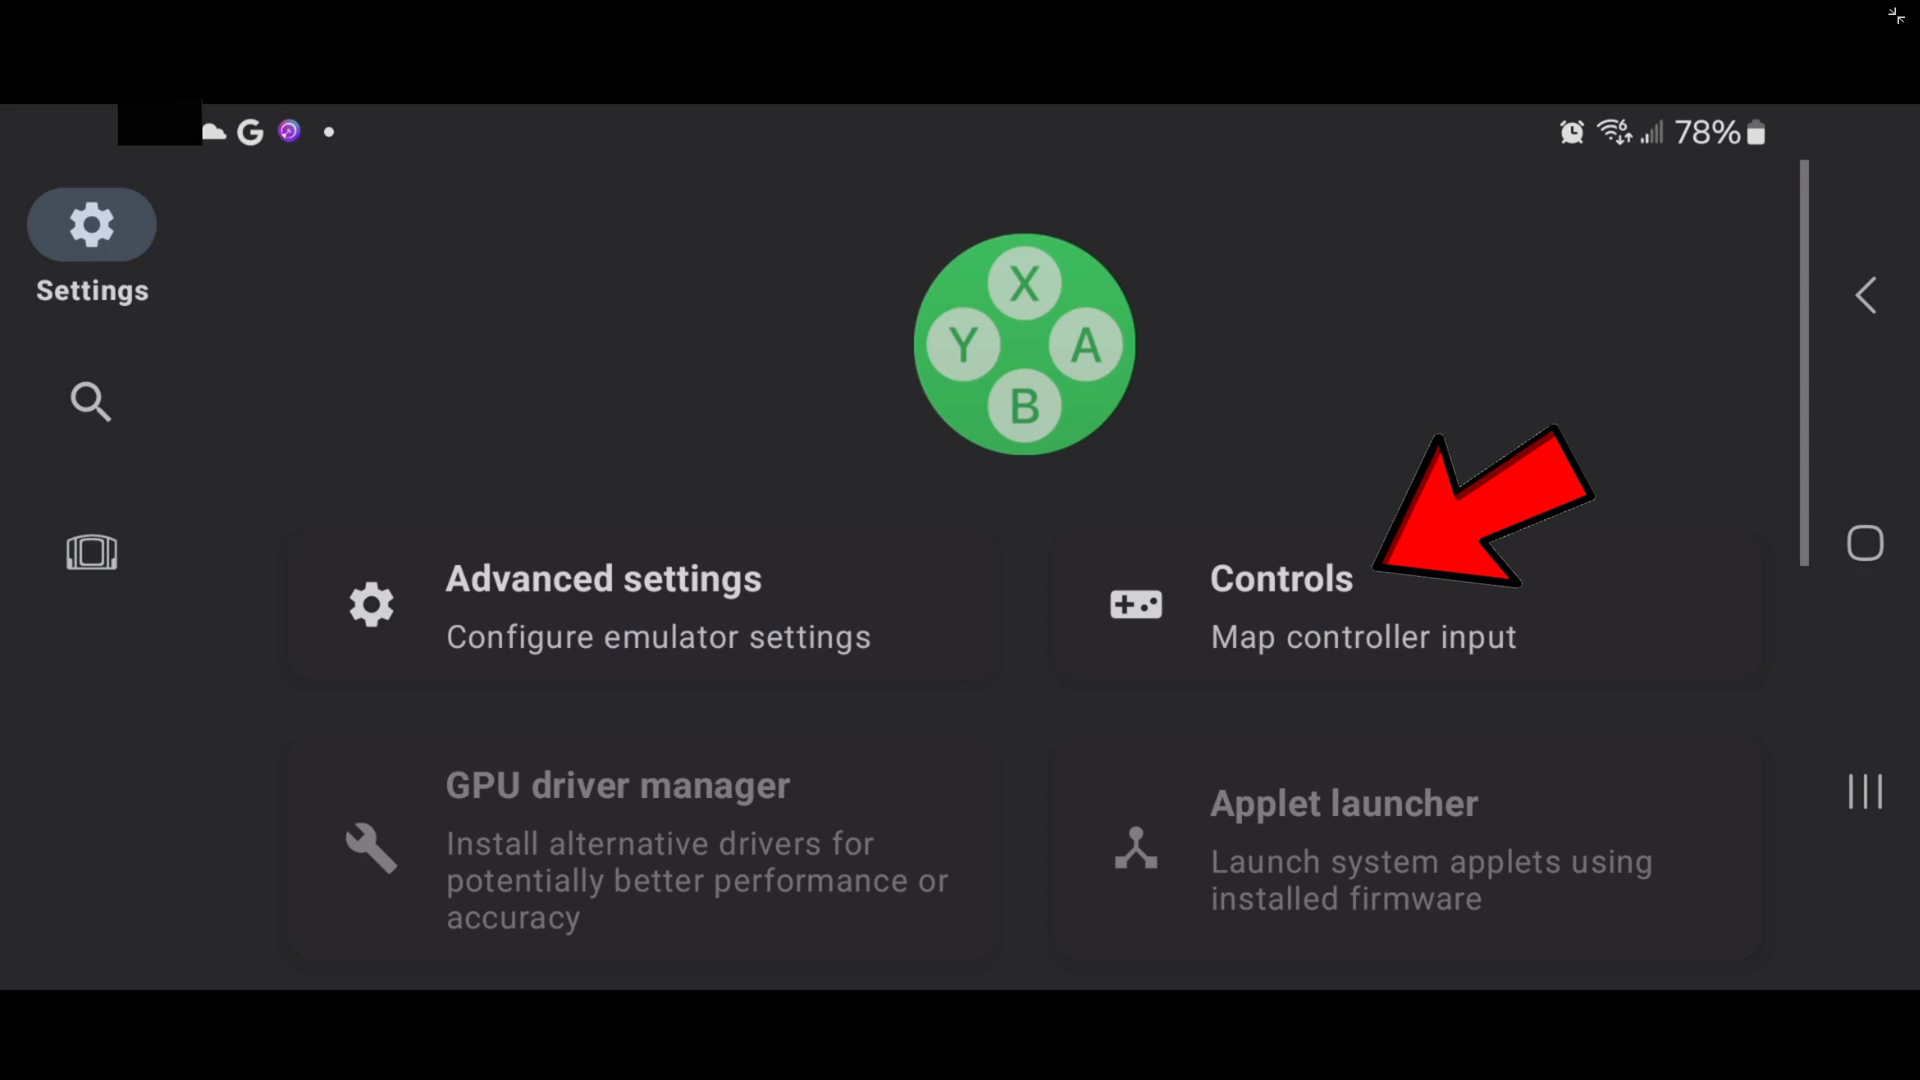 G 6 78%
Settings
X
Y A
B
Advanced settings
Configure emulator settings
Controls
Map controller input
GPU driver manager
Install alternative drivers for
potentially better performance or
accuracy
Applet launcher
Launch system applets using
installed firmware